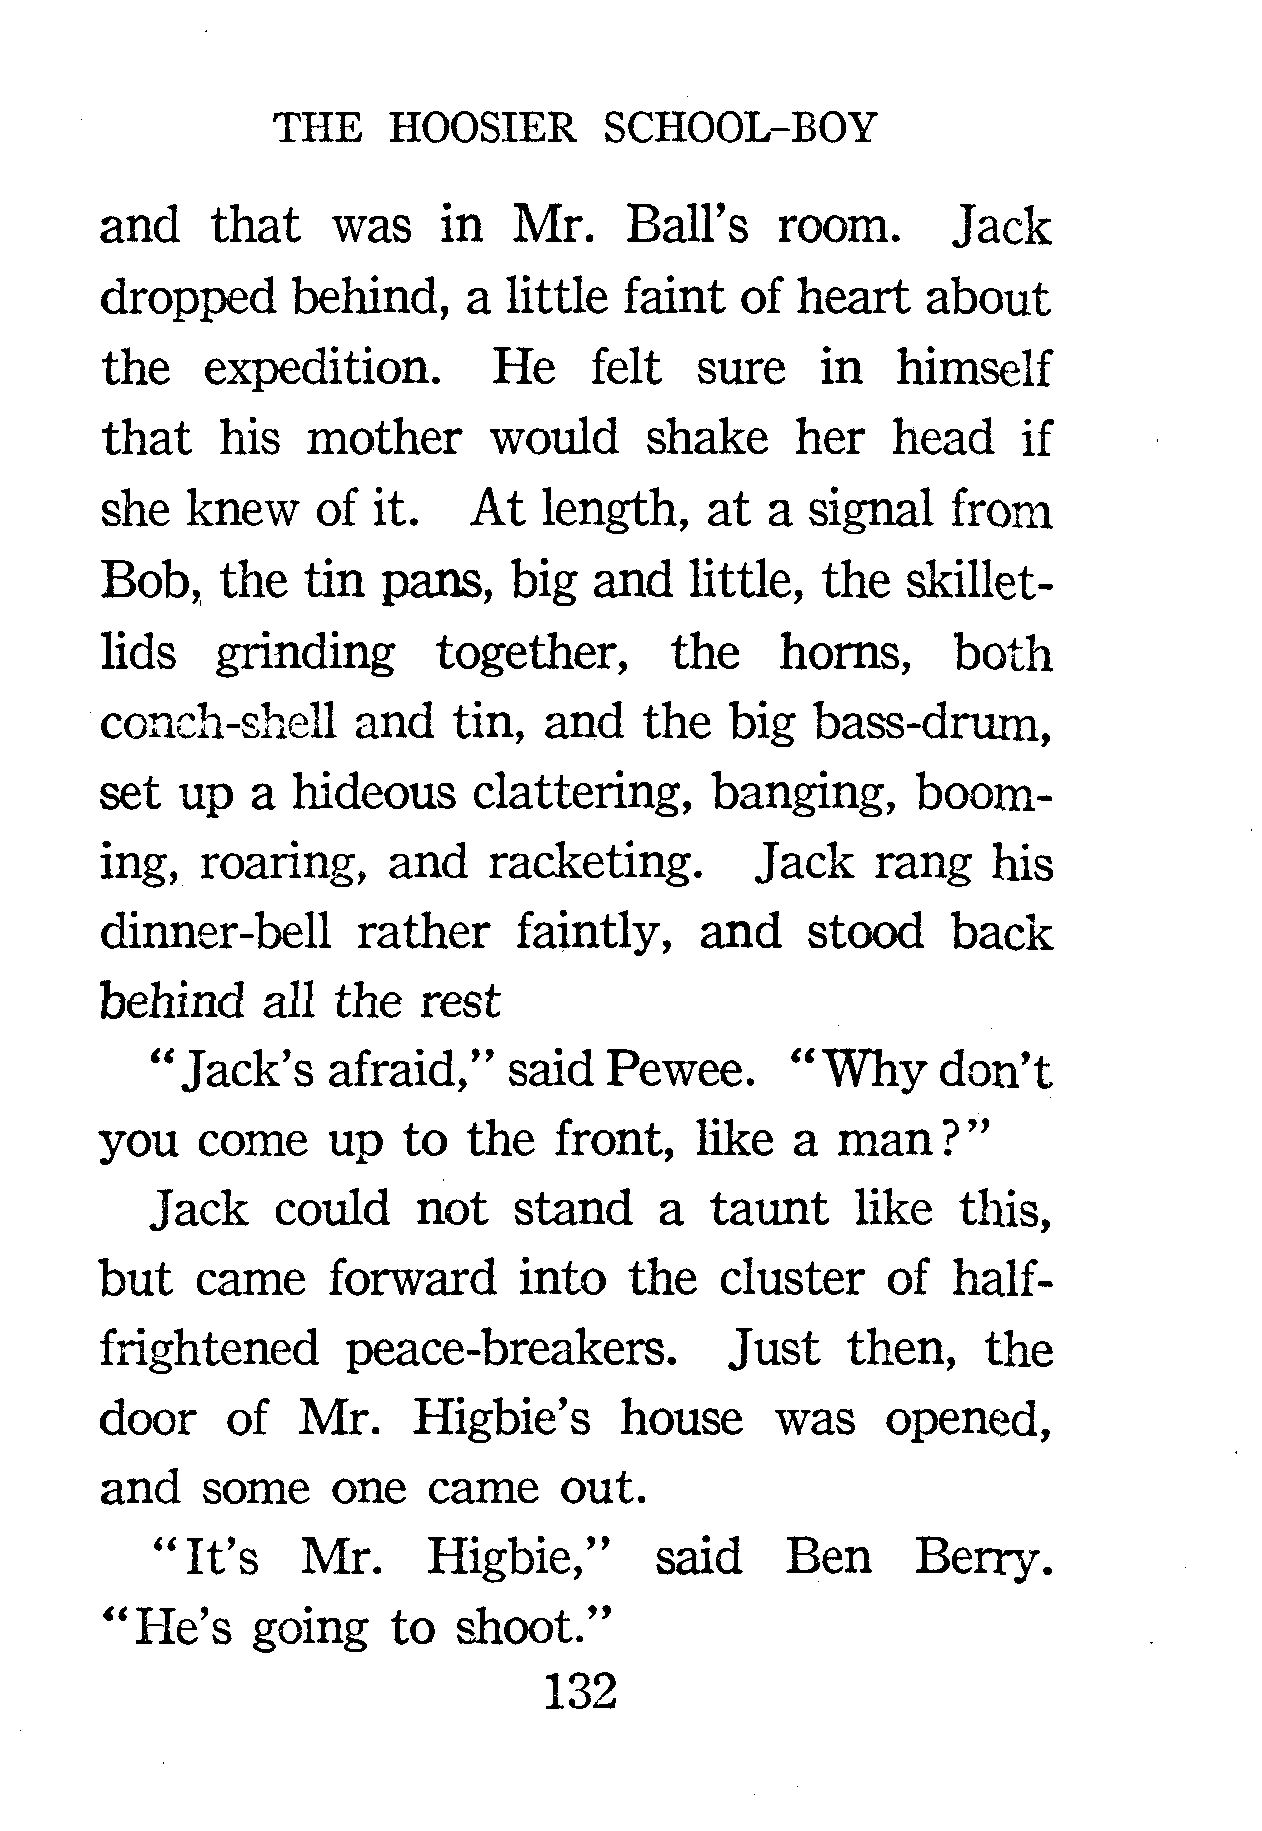 THE HOOSIER SCHOOL-BOY
and that was in Mr. Ball's room. Jack
dropped behind, a little faint of heart about
the expedition. He felt sure in himself
that his mother would shake her head if
she knew of it. At length, at a signal from
Bob, the tin pans, big and little, the skillet-
lids grinding together, the horns, both
conch-shell and tin, and the big bass-drum,
set up a hideous clattering, banging, boom-
ing, roaring, and racketing. Jack rang his
dinner-bell rather faintly, and stood back
behind all the rest
"Jack's afraid," said Pewee. "Why don't
you come up to the front, like a man?"
Jack could not stand a taunt like this,
but came forward into the cluster of half-
frightened peace-breakers. Just then, the
door of Mr. Higbie's house was opened,
and some one came out.
"It's Mr. Higbie," said Ben Berry.
"He's going to shoot."
132